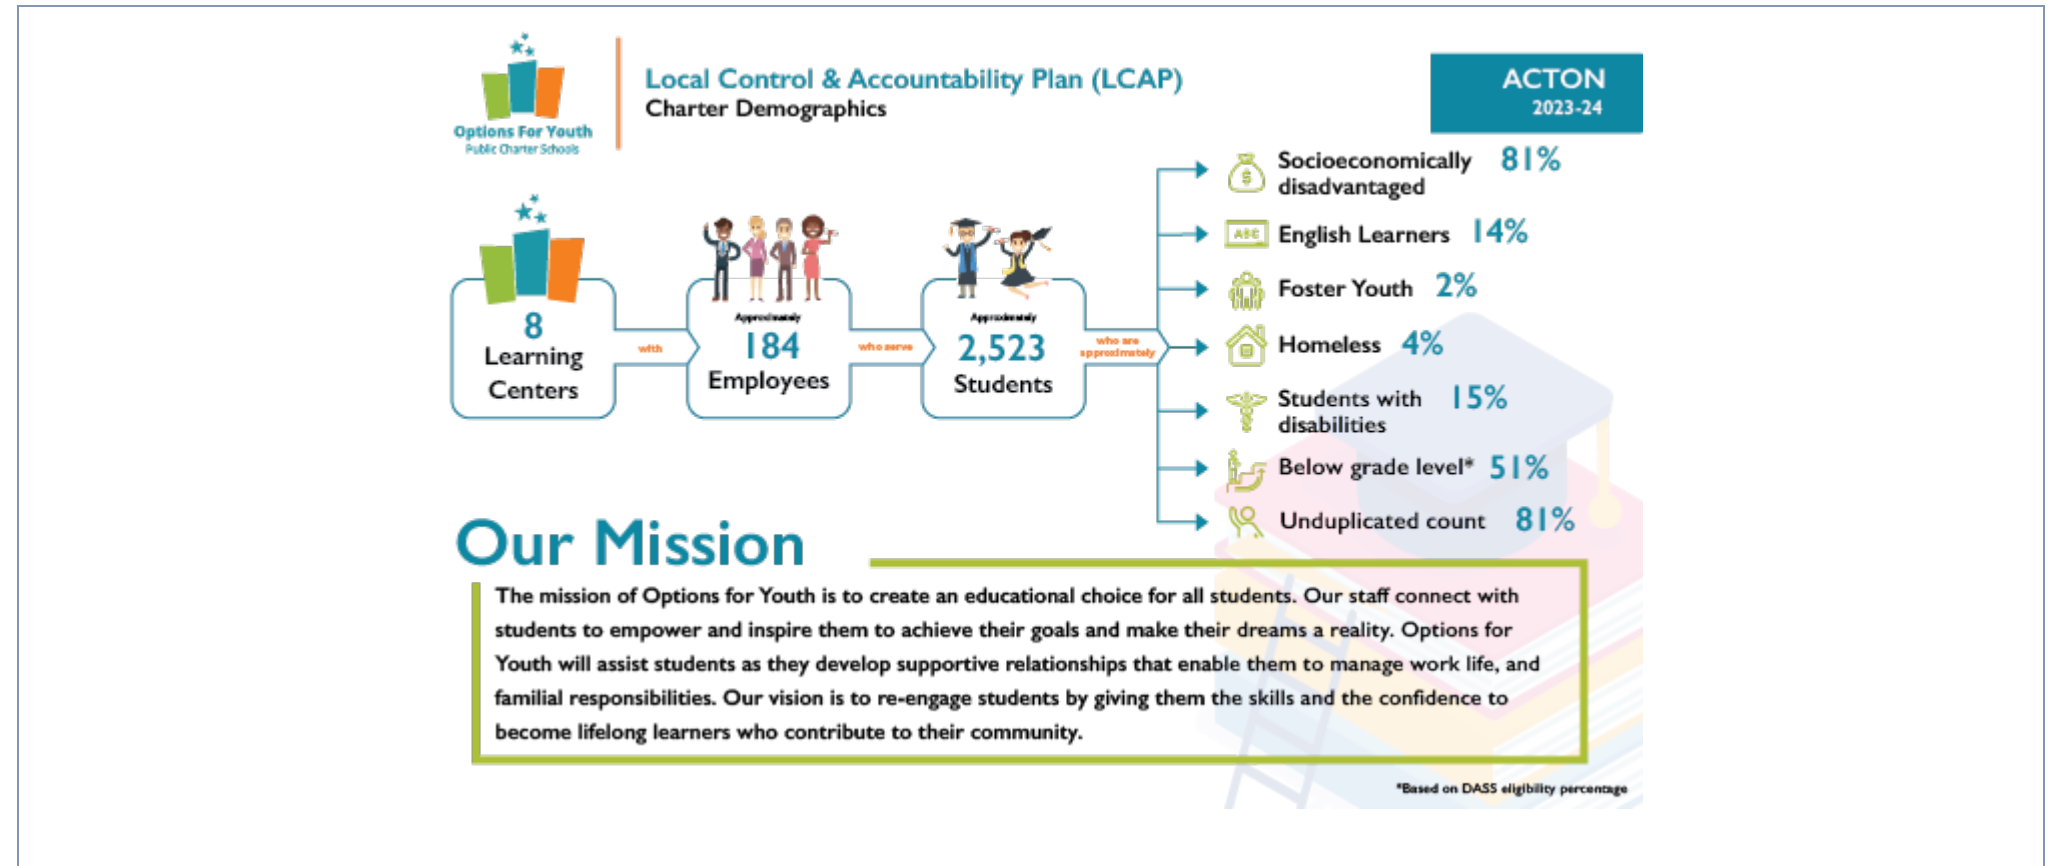 Options For Youth
Public Charter Schools
Local Control & Accountability Plan (LCAP)
Charter Demographics
ACTON
2023-24
8
Learning
Centers
with
Approximately
184
Employees
who serve
Approximately
2,523
Students
who are
approximately
$
Socioeconomically 81%
disadvantaged
ABC
English Learners 14%
Foster Youth 2%
Homeless 4%
Students with 15%
disabilities
Below grade level* 51%
Unduplicated count 81%
Our Mission
The mission of Options for Youth is to create an educational choice for all students. Our staff connect with
students to empower and inspire them to achieve their goals and make their dreams a reality. Options for
Youth will assist students as they develop supportive relationships that enable them to manage work life, and
familial responsibilities. Our vision is to re-engage students by giving them the skills and the confidence to
become lifelong learners who contribute to their community.
*Based on DASS eligibility percentage